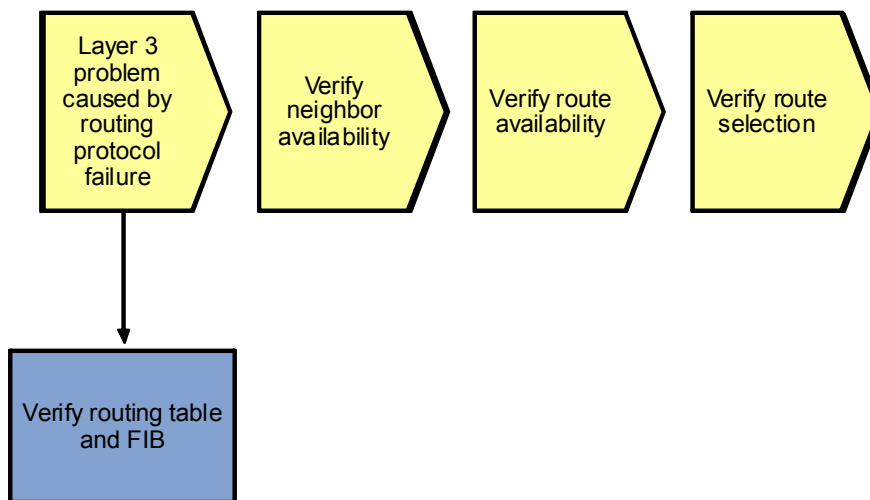 Layer 3
problem
caused by
routing
protocol
failure
Verify
neighbor
availability
Verify route
availability
Verify route
selection
Verify routing table
and FIB